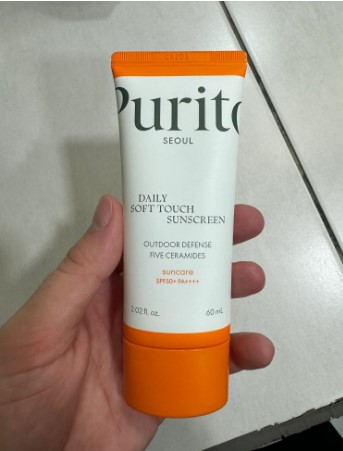 Purito
SEOUL
DAILY
SOFT TOUCH
SUNSCREEN
OUTDOOR DEFENSE
FIVE CERAMIDES
suncare
SPF50+ PA++++
2.02 fl. oz.
60 mL